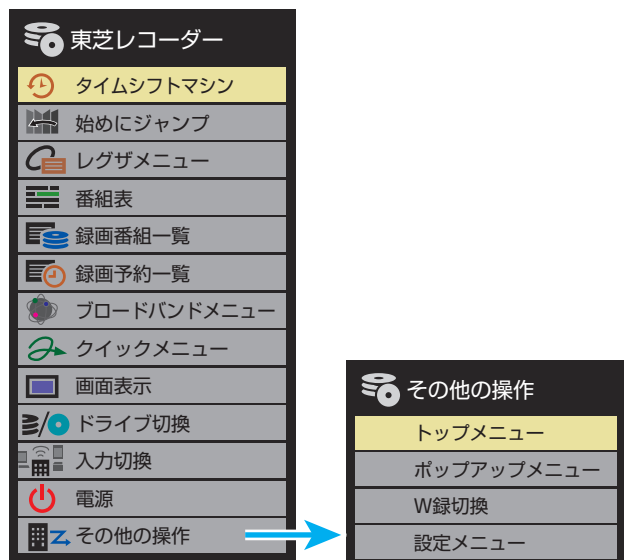 東芝レコーダー
タイムシフトマシン
始めにジャンプ
レグザメニュー
番組表
録画番組一覧
録画予約一覧
ブロードバンドメニュー
クイックメニュー
画面表示
ドライブ切換
入力切換
電源
その他の操作
その他の操作
トップメニュー
ポップアップメニュー
W録切換
設定メニュー